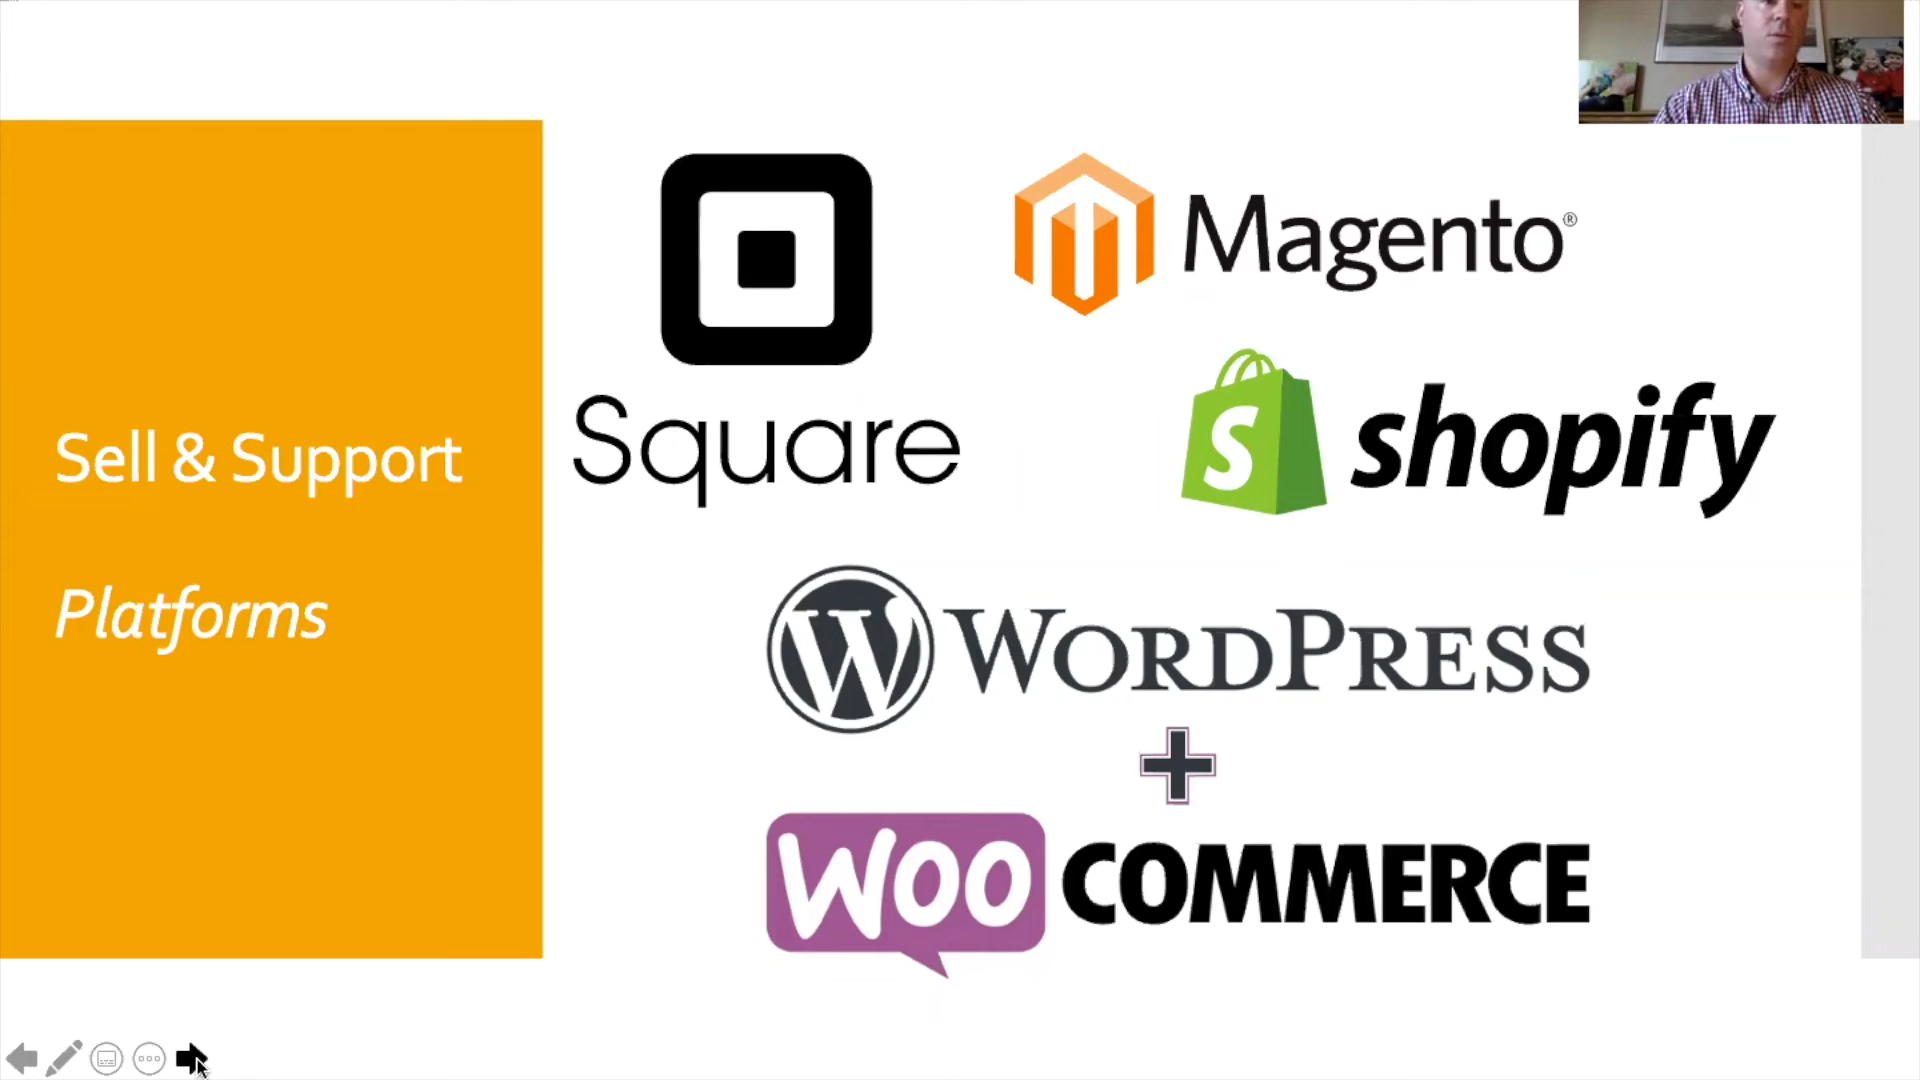 Sell & Support
Platforms
Square
Magento®
S shopify
W WORDPRESS
+
WOO COMMERCE